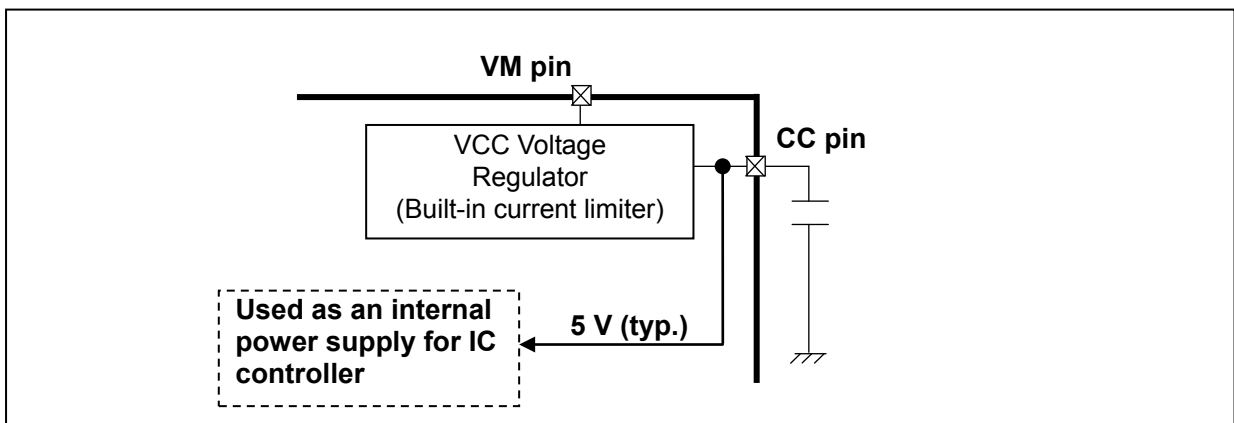 VM pin
CC pin
VCC Voltage
Regulator
(Built-in current limiter)
Used as an internal
power supply for IC
controller
5 V (typ.)